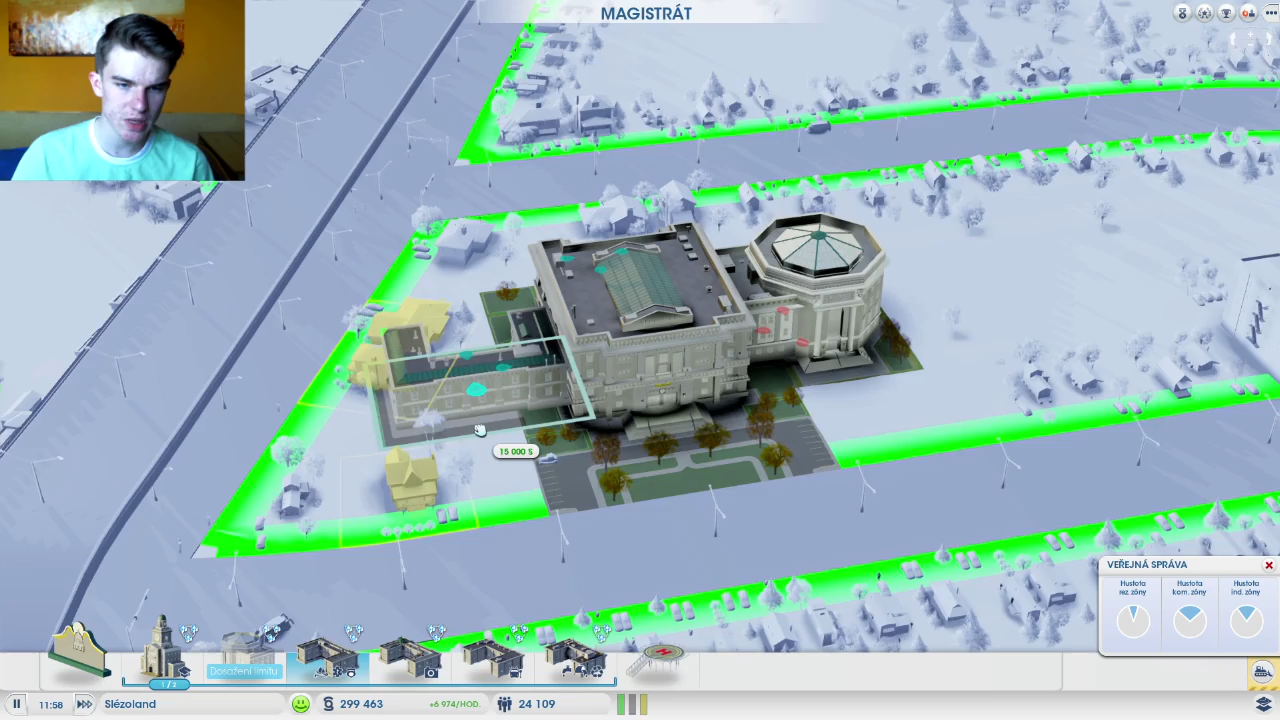 MAGISTRÁT
15 000 $
VEŘEJNÁ SPRÁVA
Hustota rez. zóny
Hustota kom. zóny
Hustota ind. zóny
Dosažení limitu
1 / 2
11:58
Slézoland
299 463
+6 974/HOD.
24 109